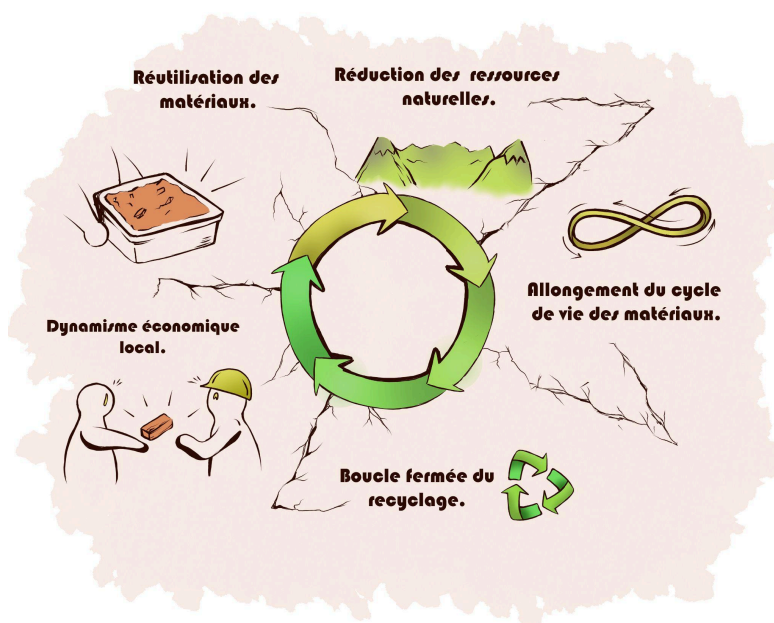 Réutilisation des
matériaux.
Réduction des ressources
naturelles.
Allongement du cycle
de vie des matériaux.
Dynamisme économique
local.
Boucle fermée du
recyclage.